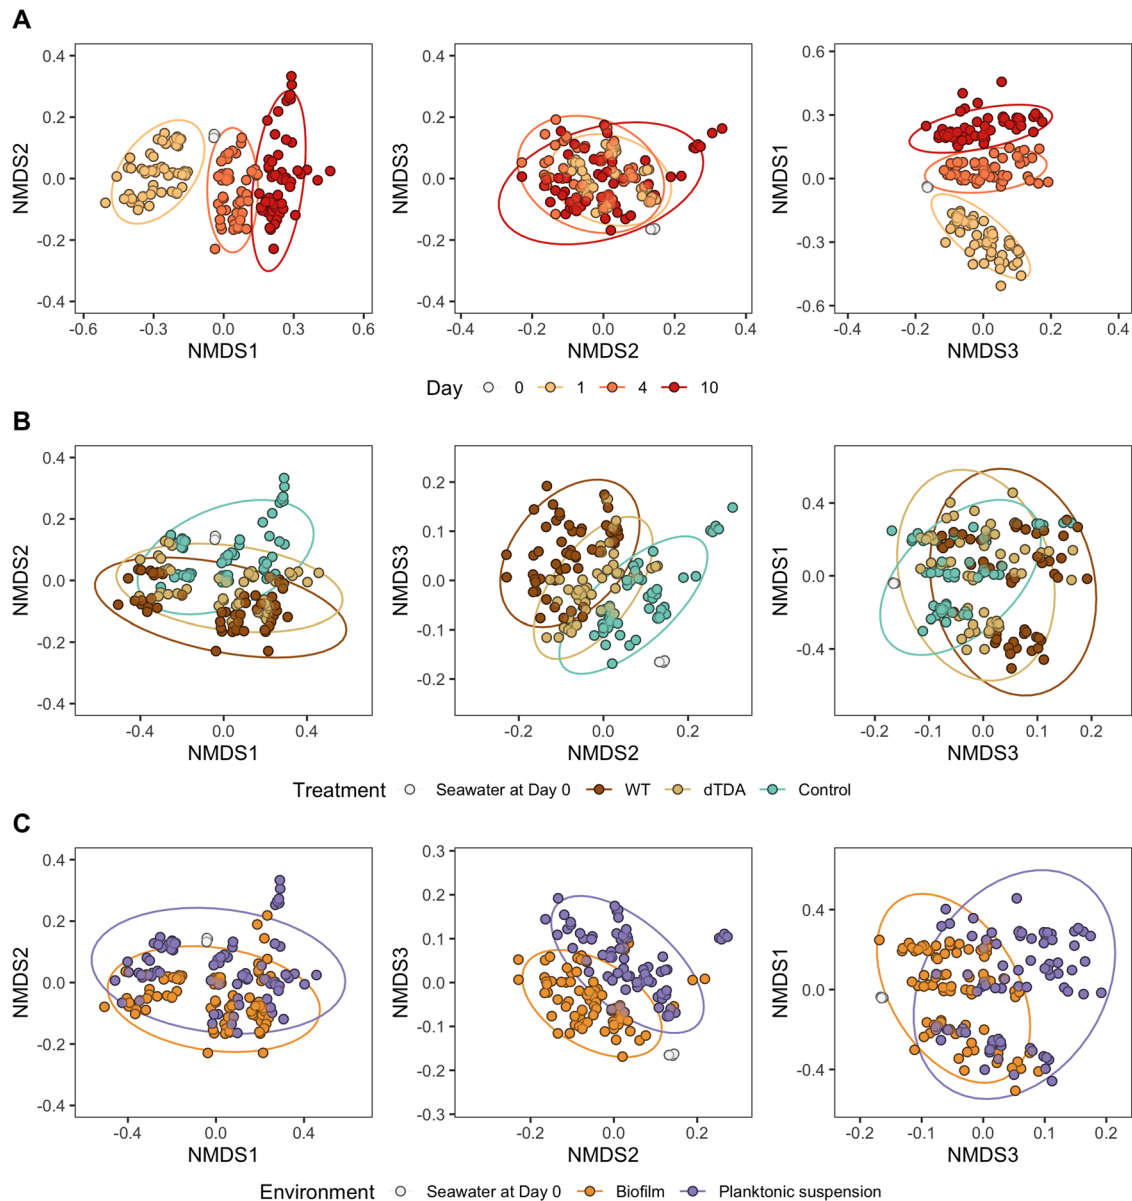 A
0.4
0.2
0.0
-0.2
-0.4
NMDS2
-0.6 -0.3 0.0 0.3 0.6
NMDS1
0.4
0.2
0.0
-0.2
-0.4
NMDS3
-0.4 -0.2 0.0 0.2 0.4
NMDS2
0.6
0.3
0.0
-0.3
-0.6
NMDS1
-0.4 -0.2 0.0 0.2 0.4
NMDS3
Day 0 1 4 10
B
0.4
0.2
0.0
-0.2
-0.4
NMDS2
-0.4 0.0 0.4
NMDS1
0.2
0.1
0.0
-0.1
-0.2
NMDS3
-0.2 0.0 0.2
NMDS2
0.4
0.0
-0.4
NMDS1
-0.2 -0.1 0.0 0.1 0.2
NMDS3
Treatment Seawater at Day 0 WT dTDA Control
C
0.4
0.2
0.0
-0.2
-0.4
NMDS2
-0.4 0.0 0.4
NMDS1
0.3
0.2
0.1
0.0
-0.1
-0.2
-0.3
NMDS3
-0.2 0.0 0.2
NMDS2
0.4
0.0
-0.4
NMDS1
-0.2 -0.1 0.0 0.1 0.2
NMDS3
Environment Seawater at Day 0 Biofilm Planktonic suspension